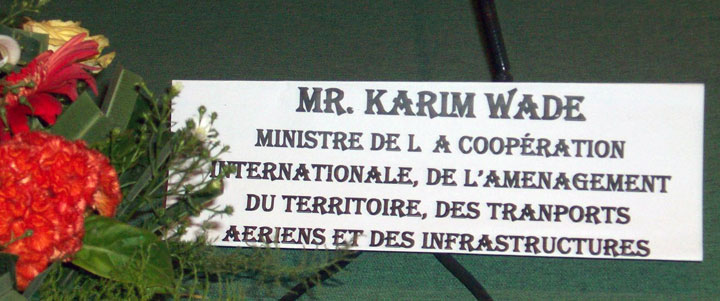 MR. KARIM WADE
MINISTRE DE L A COOPÉRATION
INTERNATIONALE, DE L'AMENAGEMENT
DU TERRITOIRE, DES TRANPORTS
AERIENS ET DES INFRASTRUCTURES